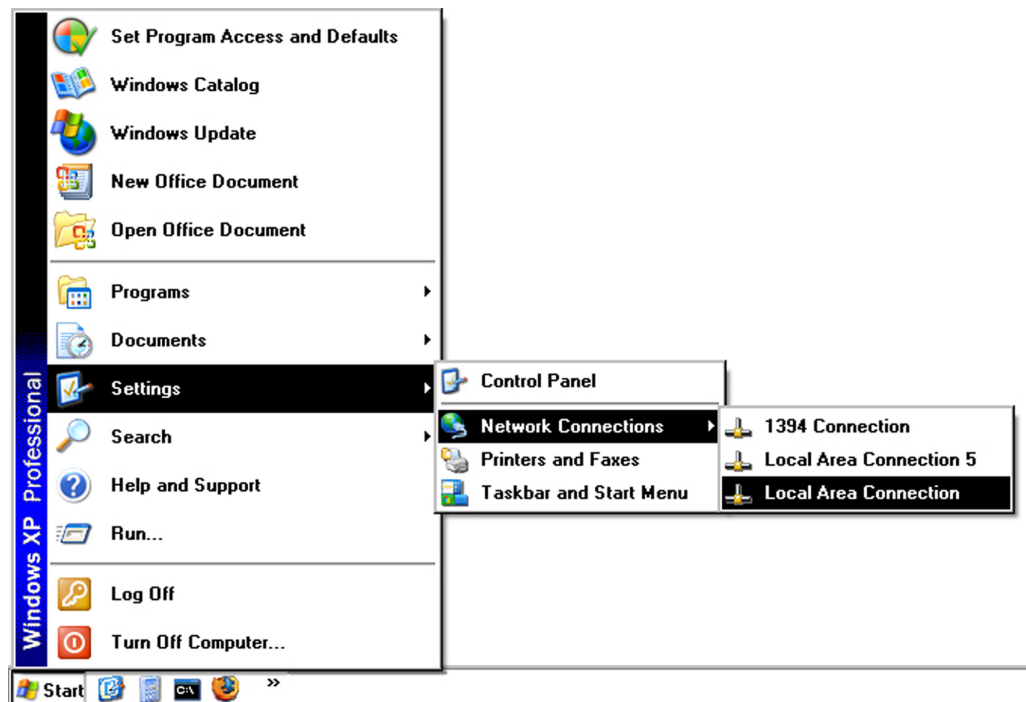 Set Program Access and Defaults
Windows Catalog
Windows Update
New Office Document
Open Office Document
Programs
Documents
Settings
Search
Help and Support
Run...
Log Off
Turn Off Computer...
Windows XP Professional
Control Panel
Network Connections
Printers and Faxes
Taskbar and Start Menu
1394 Connection
Local Area Connection 5
Local Area Connection
Start
C:\
»